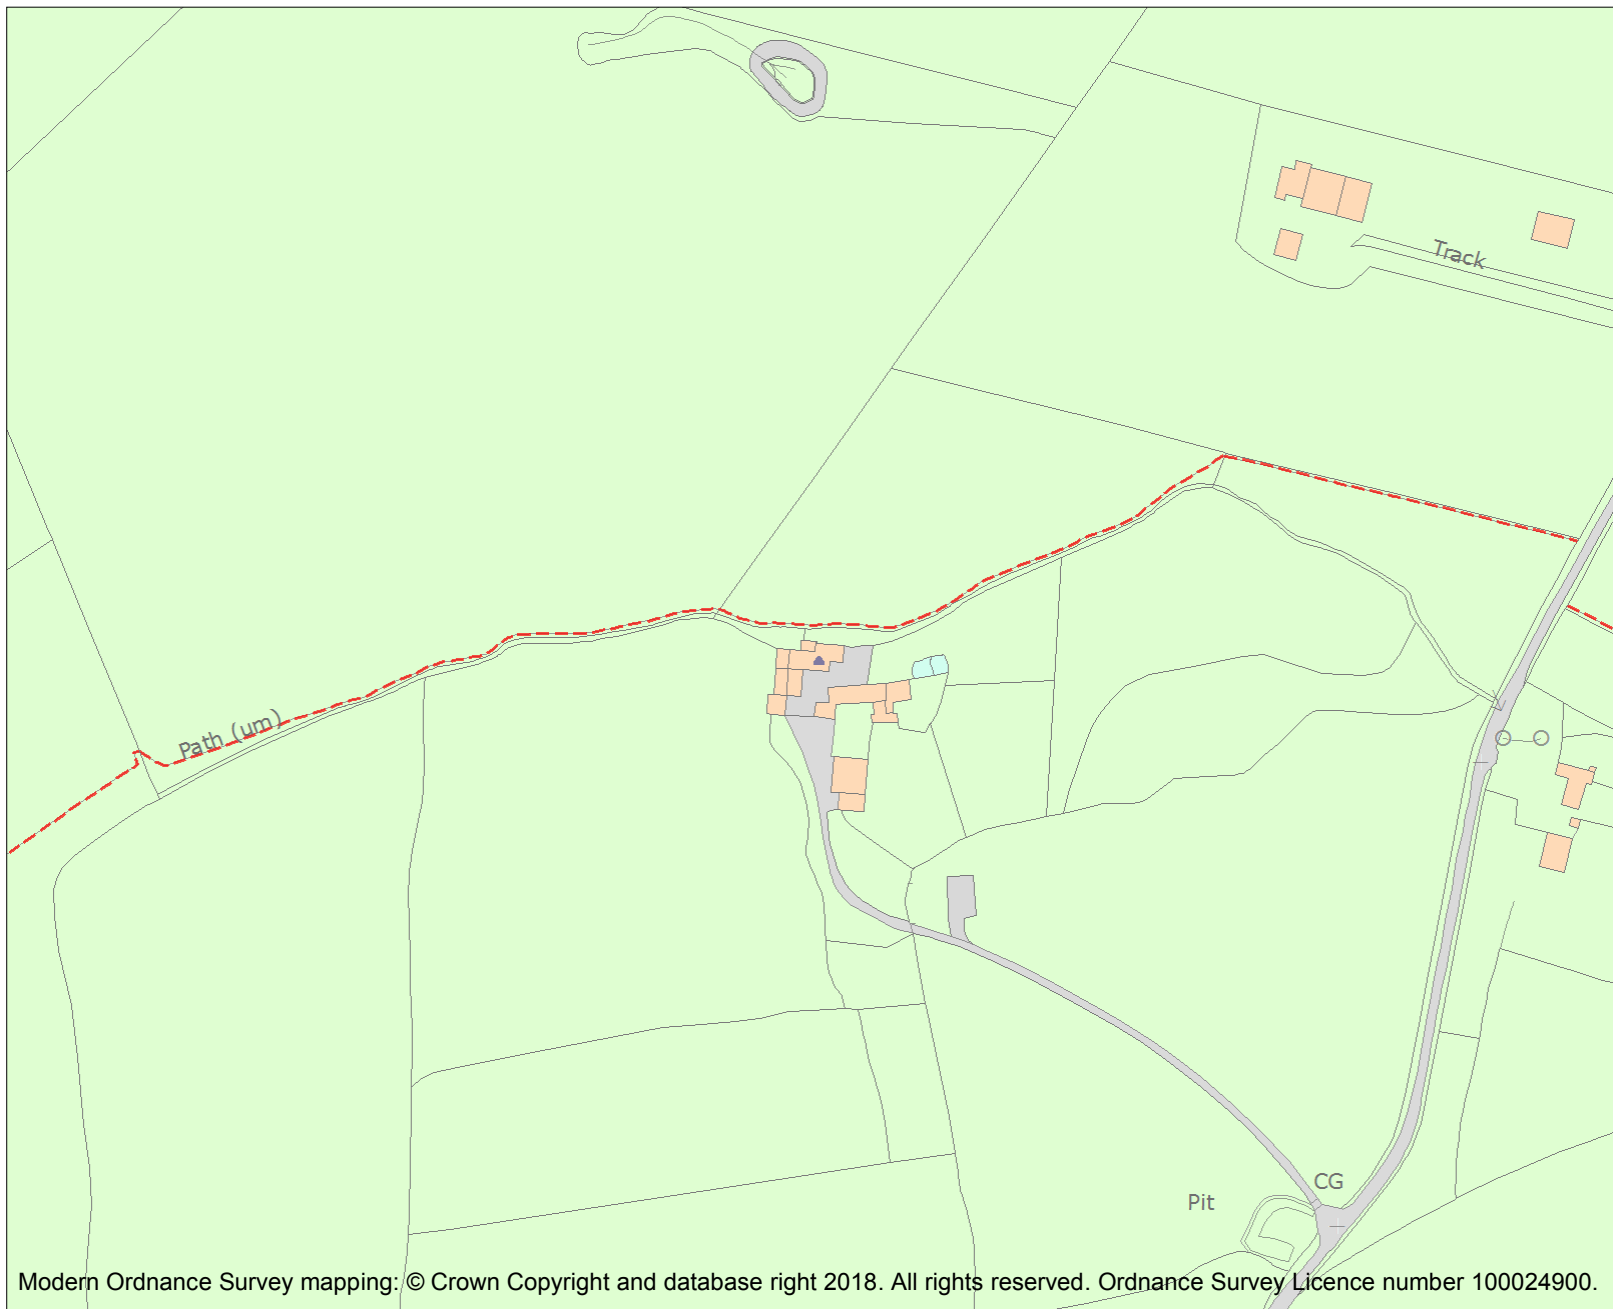 Track
Path (um)
CG
Pit
Modern Ordnance Survey mapping: © Crown Copyright and database right 2018. All rights reserved. Ordnance Survey Licence number 100024900.